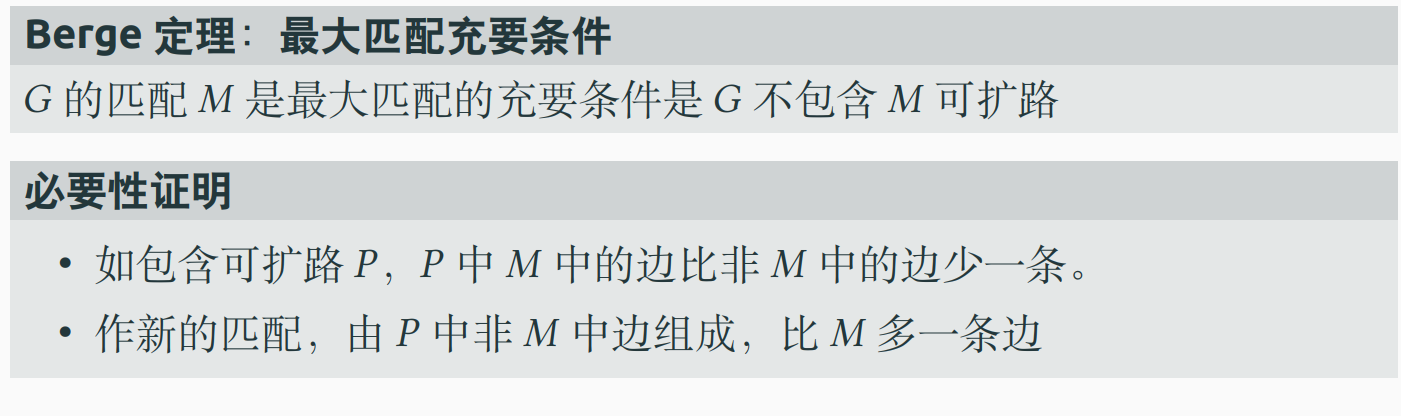 Berge 定理：最大匹配充要条件
G 的匹配 M 是最大匹配的充要条件是 G 不包含 M 可扩路
必要性证明
• 如包含可扩路 P，P 中 M 中的边比非 M 中的边少一条。
• 作新的匹配，由 P 中非 M 中边组成，比 M 多一条边